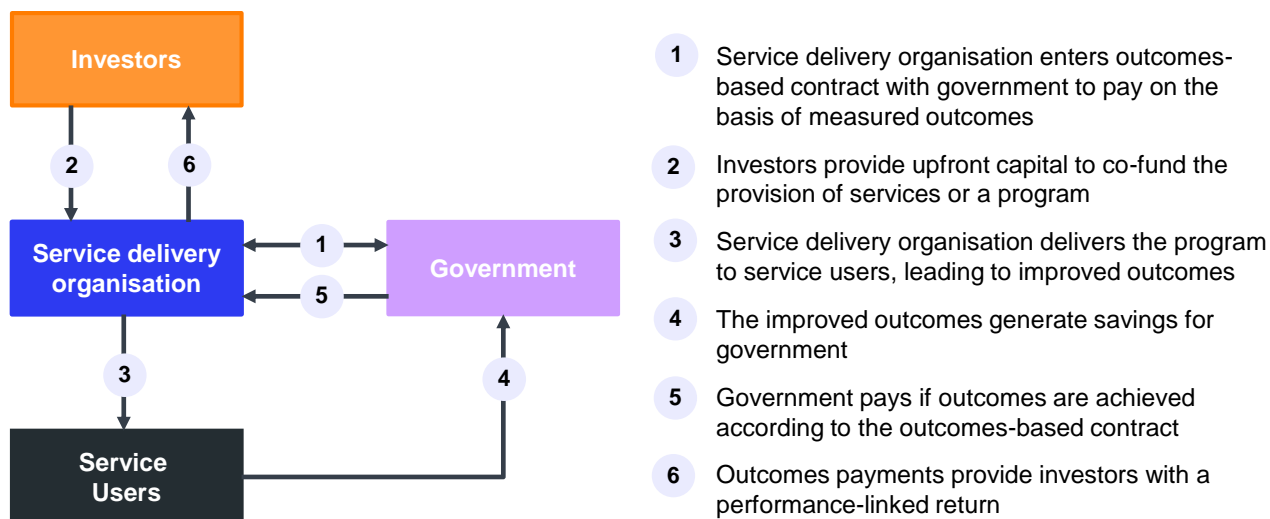 Investors
2
6
Service delivery
organisation
1
Government
5
3
4
Service
Users
1
Service delivery organisation enters outcomes-
based contract with government to pay on the
basis of measured outcomes
2
Investors provide upfront capital to co-fund the
provision of services or a program
3
Service delivery organisation delivers the program
to service users, leading to improved outcomes
4
The improved outcomes generate savings for
government
5
Government pays if outcomes are achieved
according to the outcomes-based contract
6
Outcomes payments provide investors with a
performance-linked return